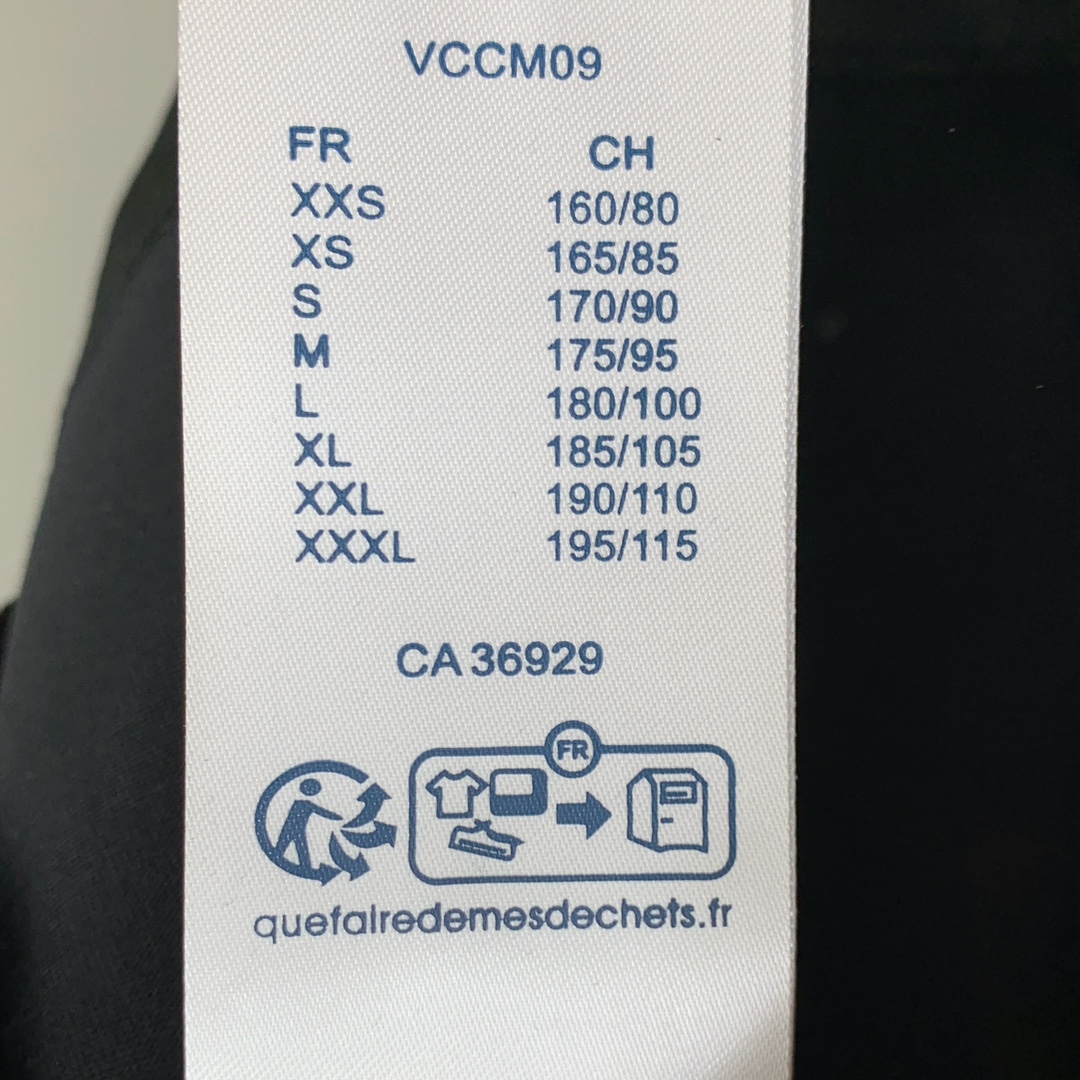 VCCM09
FR CH
XXS 160/80
XS 165/85
S 170/90
M 175/95
L 180/100
XL 185/105
XXL 190/110
XXXL 195/115
CA 36929
FR
quefairedemesdechets.fr